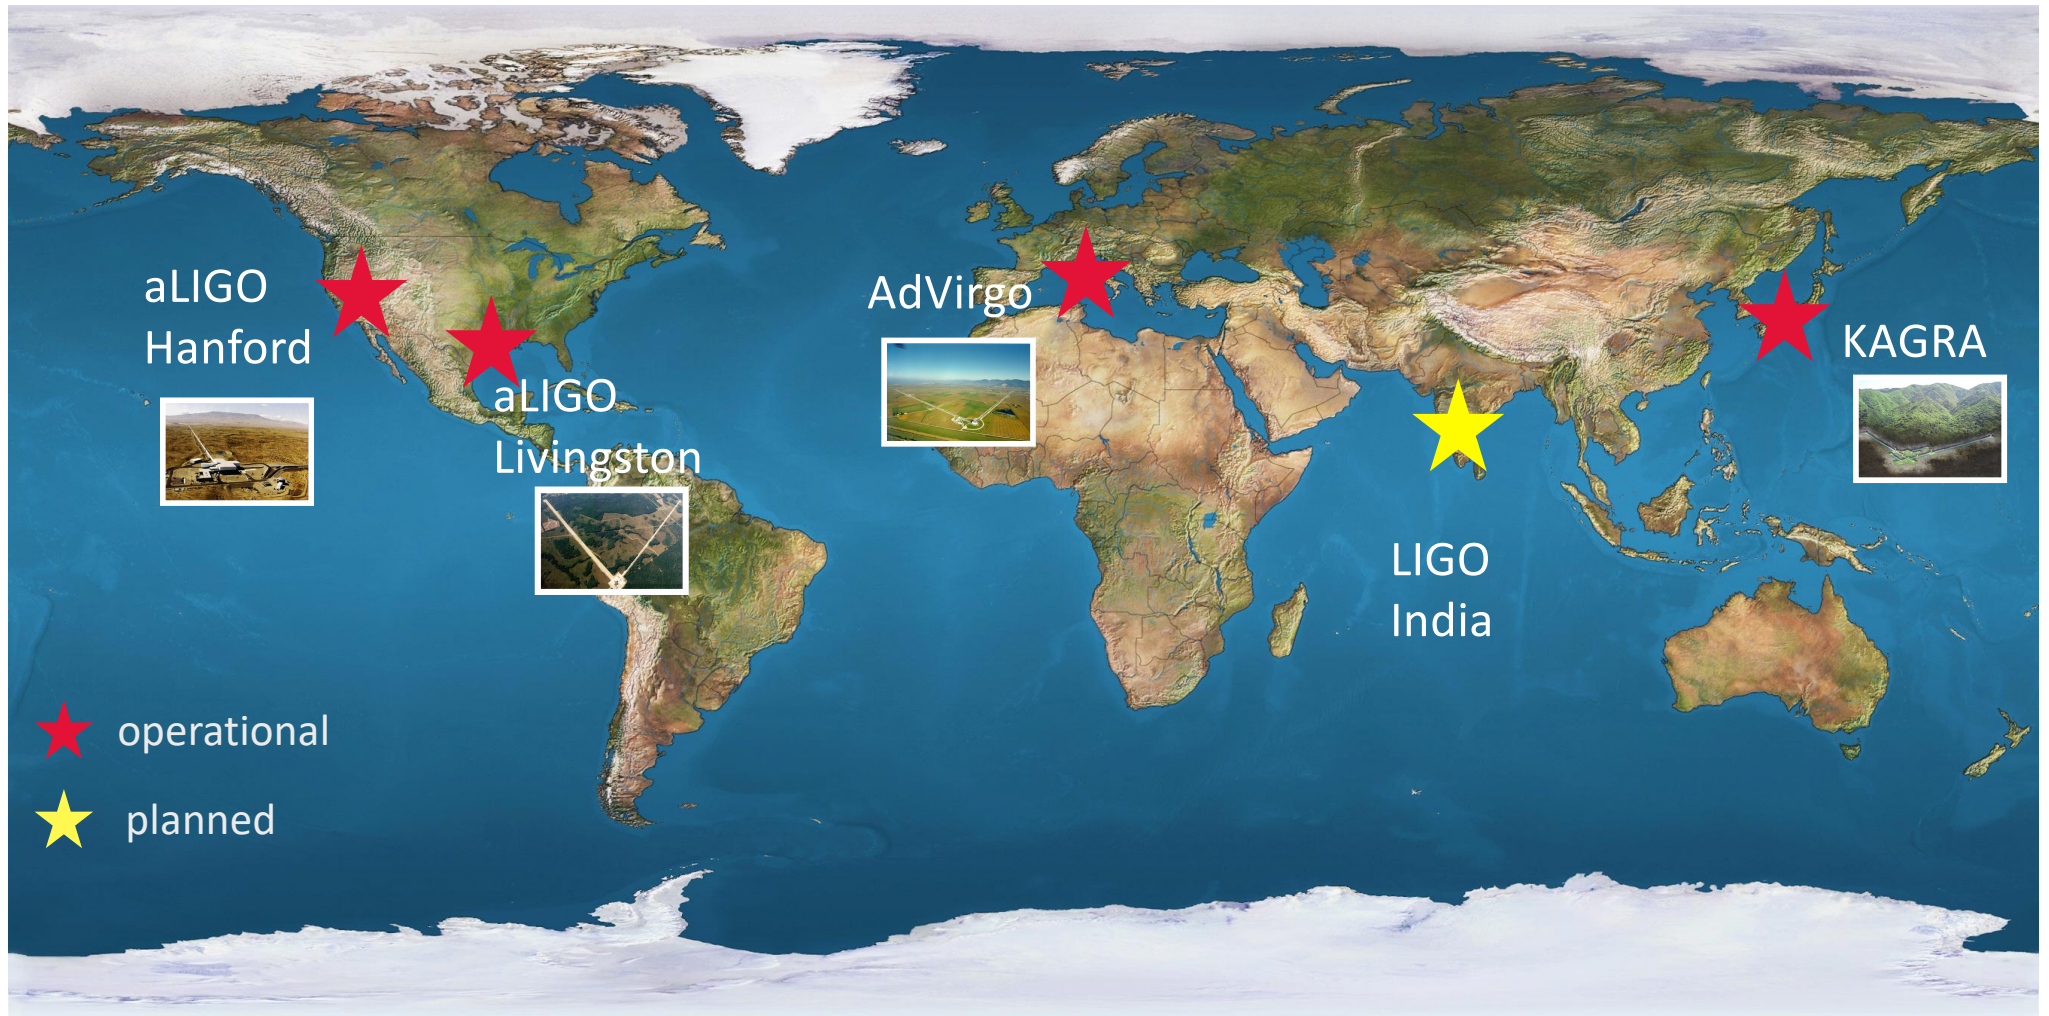 aLIGO
Hanford
aLIGO
Livingston
AdVirgo
KAGRA
LIGO
India
operational
planned